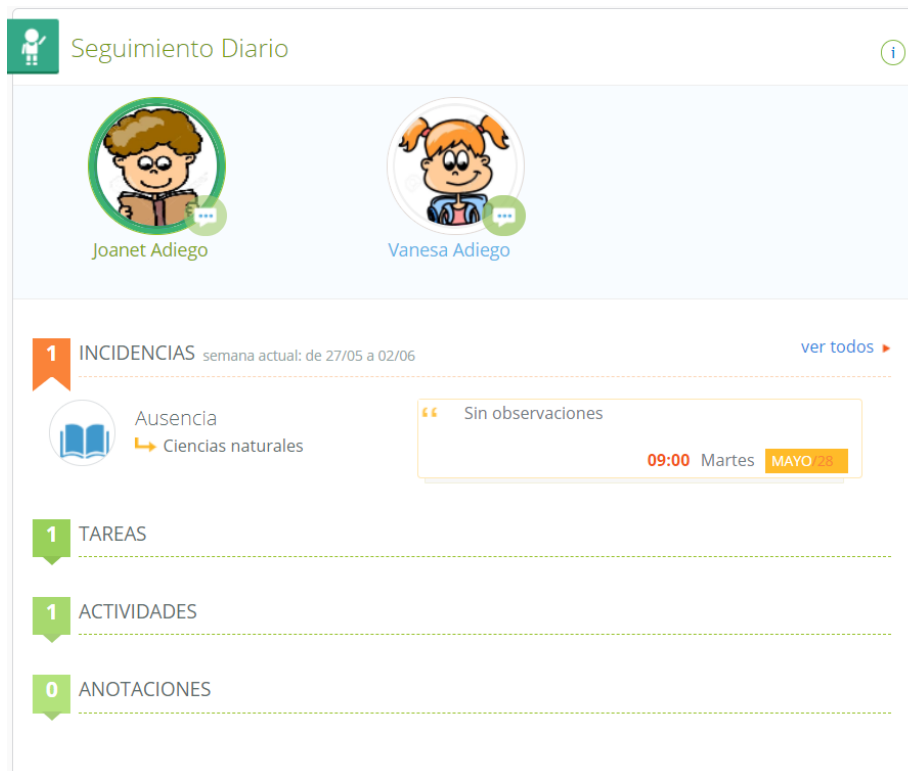 Seguimiento Diario
i
Joanet Adiego
Vanesa Adiego
1 INCIDENCIAS semana actual: de 27/05 a 02/06
ver todos
Ausencia
Ciencias naturales
“ Sin observaciones
09:00 Martes MAYO/28
1 TAREAS
1 ACTIVIDADES
0 ANOTACIONES